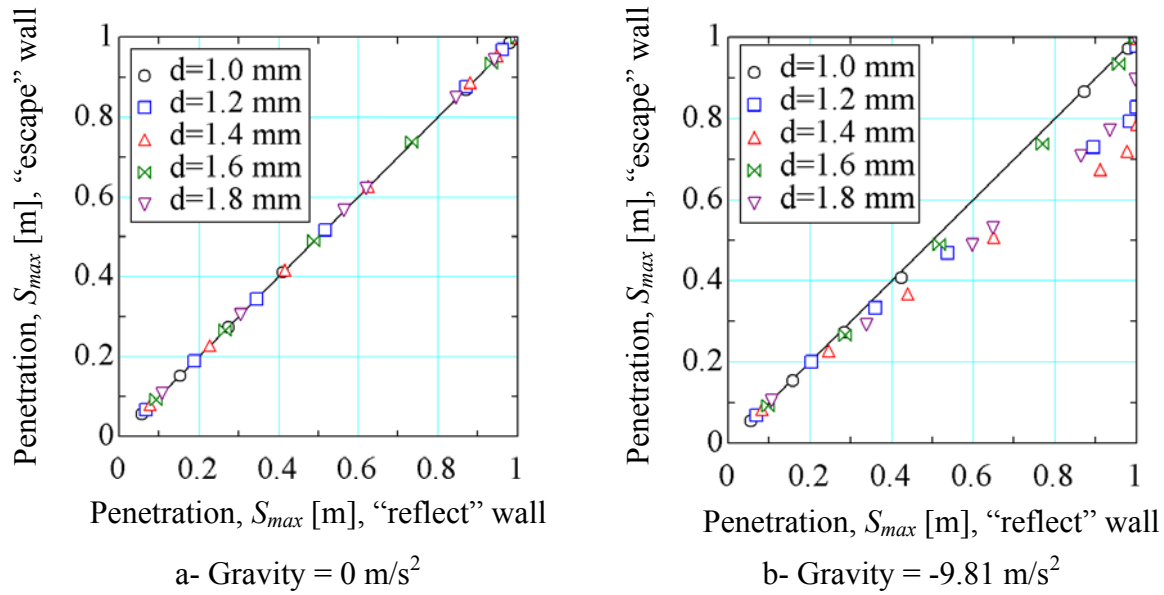 Penetration, Smax [m], “escape” wall
1
0.8
0.6
0.4
0.2
0
d=1.0 mm
d=1.2 mm
d=1.4 mm
d=1.6 mm
d=1.8 mm
0 0.2 0.4 0.6 0.8 1
Penetration, Smax [m], “reflect” wall
a- Gravity = 0 m/s²
Penetration, Smax [m], “escape” wall
1
0.8
0.6
0.4
0.2
0
d=1.0 mm
d=1.2 mm
d=1.4 mm
d=1.6 mm
d=1.8 mm
0 0.2 0.4 0.6 0.8 1
Penetration, Smax [m], “reflect” wall
b- Gravity = -9.81 m/s²